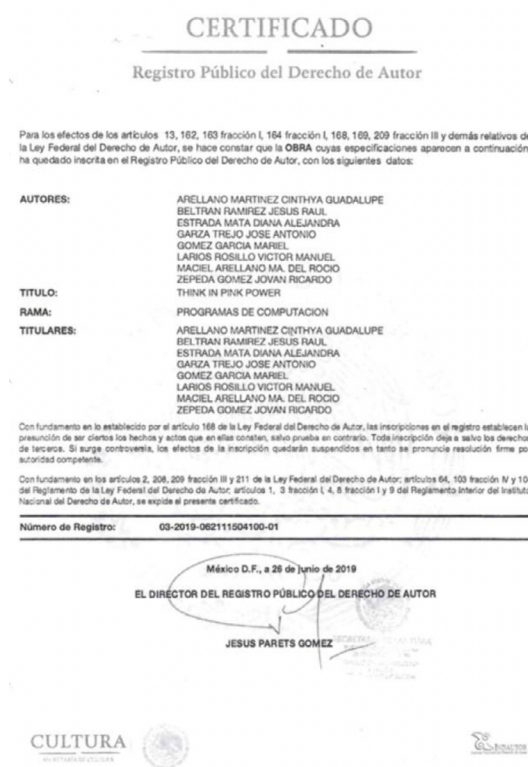 CERTIFICADO
Registro Público del Derecho de Autor
Para los efectos de los artículos 13, 162, 163 fracción I, 164 fracción I, 168, 169, 209 fracción III y demás relativos de
la Ley Federal del Derecho de Autor, se hace constar que la OBRA cuyas especificaciones aparecen a continuación,
ha quedado inscrita en el Registro Público del Derecho de Autor, con los siguientes datos:
AUTORES: ARELLANO MARTINEZ CINTHYA GUADALUPE
BELTRAN RAMIREZ JESUS RAUL
ESTRADA MATA DIANA ALEJANDRA
GARZA TREJO JOSE ANTONIO
GOMEZ GARCIA MARIEL
LARIOS ROSILLO VICTOR MANUEL
MACIEL ARELLANO MA. DEL ROCIO
ZEPEDA GOMEZ JOVAN RICARDO
TITULO: THINK IN PINK POWER
RAMA: PROGRAMAS DE COMPUTACION
TITULARES: ARELLANO MARTINEZ CINTHYA GUADALUPE
BELTRAN RAMIREZ JESUS RAUL
ESTRADA MATA DIANA ALEJANDRA
GARZA TREJO JOSE ANTONIO
GOMEZ GARCIA MARIEL
LARIOS ROSILLO VICTOR MANUEL
MACIEL ARELLANO MA. DEL ROCIO
ZEPEDA GOMEZ JOVAN RICARDO
Con fundamento en lo establecido por el artículo 168 de la Ley Federal del Derecho de Autor, las inscripciones en el registro establecen la
presunción de ser ciertos los hechos y actos que en ellas consten, salvo prueba en contrario. Toda inscripción deja a salvo los derechos
de terceros. Si surge controversia, los efectos de la inscripción quedarán suspendidos en tanto se pronuncie resolución firme por
autoridad competente.
Con fundamento en los artículos 2, 208, 209 fracción III y 211 de la Ley Federal del Derecho de Autor; artículos 64, 103 fracción IV y 10
del Reglamento de la Ley Federal del Derecho de Autor; artículos 1, 3 fracción I, 4, 8 fracción I y 9 del Reglamento Interior del Instituto
Nacional del Derecho de Autor, se expide el presente certificado.
Número de Registro: 03-2019-062111504100-01
México D.F., a 26 de junio de 2019
EL DIRECTOR DEL REGISTRO PÚBLICO DEL DERECHO DE AUTOR
JESUS PARETS GOMEZ
CULTURA
SECRETARÍA DE CULTURA
INDAUTOR